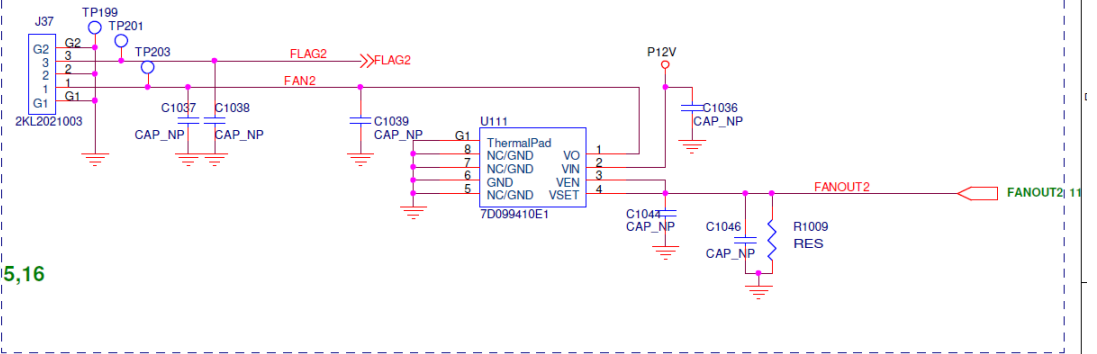 TP199
J37
TP201
G2 G2
TP203
3 3
FLAG2
FLAG2
P12V
2 2
1 1
FAN2
G1 G1
C1037
C1038
C1036
2KL2021003
CAP_NP
CAP_NP
C1039
CAP_NP
CAP_NP
U111
G1 ThermalPad
8 NC/GND VO 1
7 NC/GND VIN 2
6 GND VEN 3
5 NC/GND VSET 4
FANOUT2
FANOUT2 11
7D099410E1
C1044
CAP_NP
C1046
CAP_NP
R1009
RES
5,16